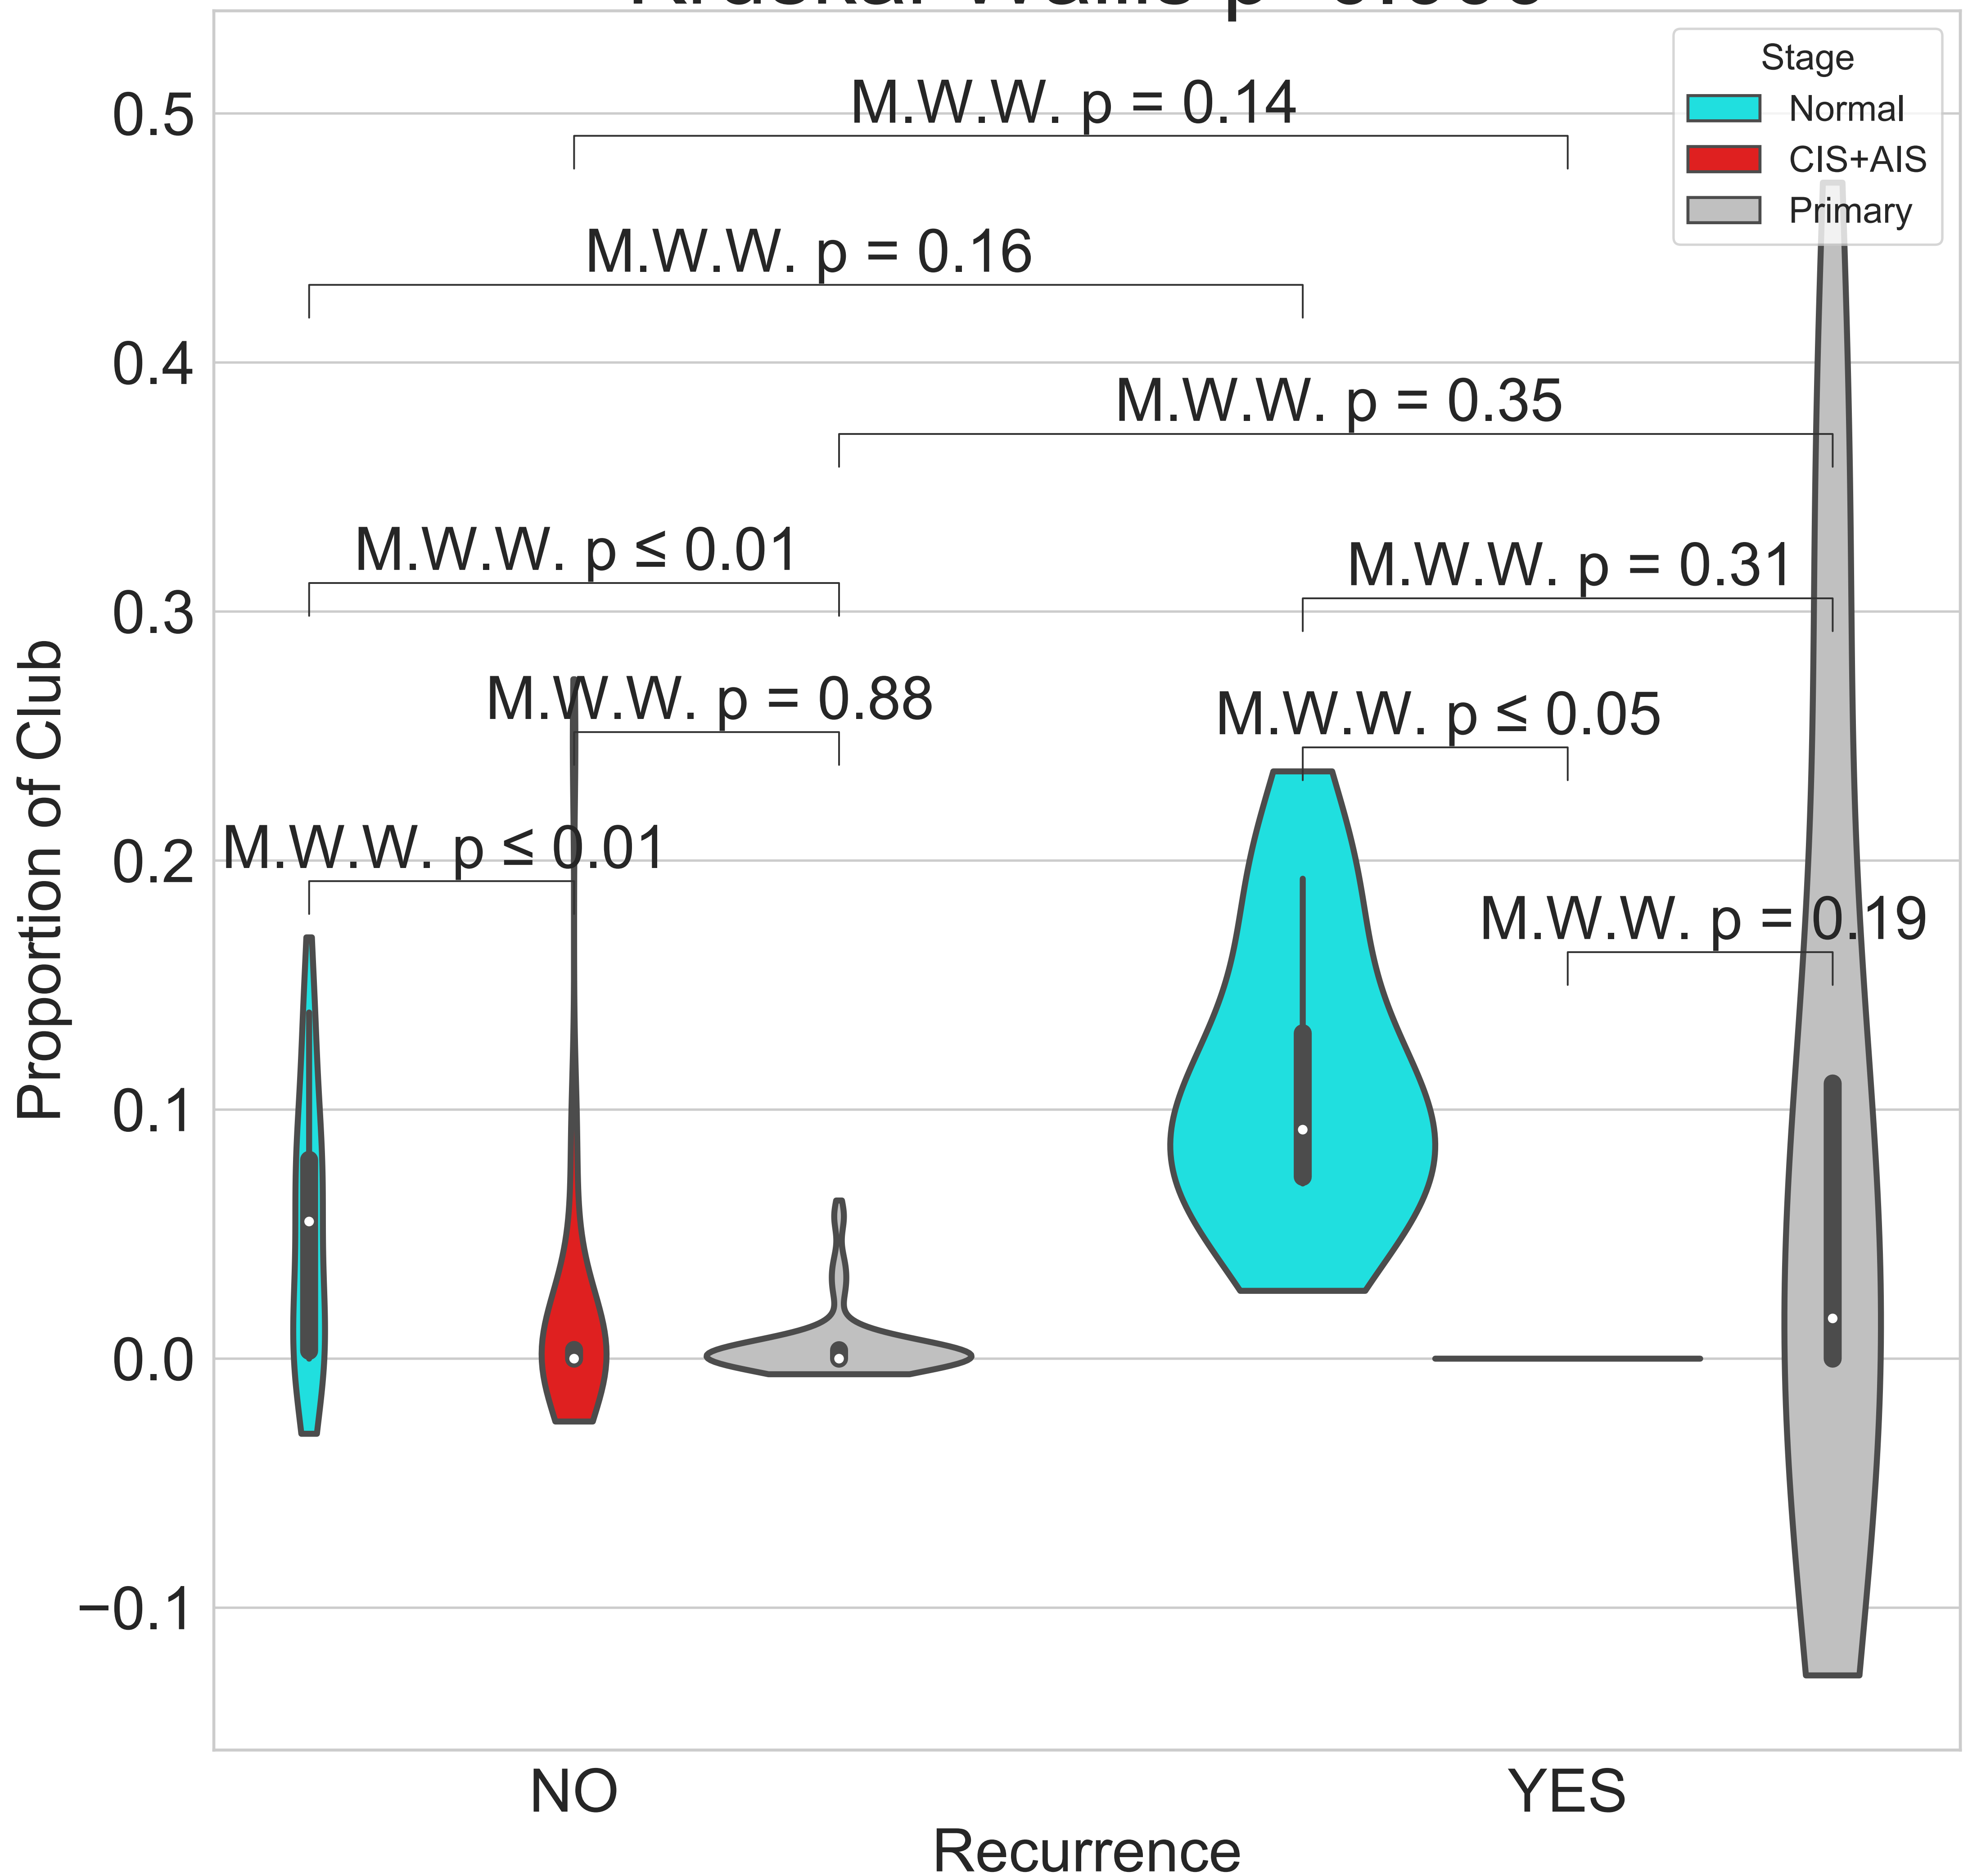 Stage
Normal
CIS+AIS
Primary
M.W.W. p = 0.14
M.W.W. p = 0.16
M.W.W. p = 0.35
M.W.W. p ≤ 0.01
M.W.W. p = 0.31
M.W.W. p = 0.88
M.W.W. p ≤ 0.05
M.W.W. p ≤ 0.01
M.W.W. p = 0.19
0.5
0.4
0.3
0.2
0.1
0.0
−0.1
Proportion of Club
NO
YES
Recurrence